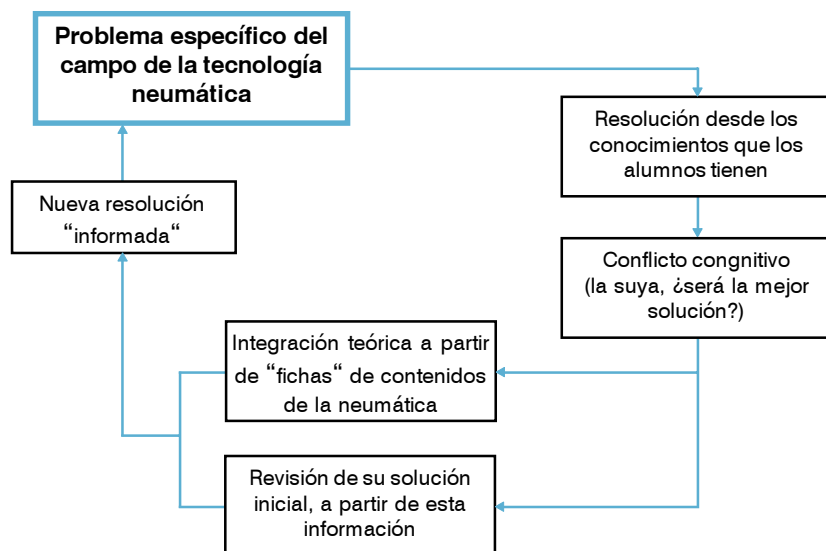 Problema específico del
campo de la tecnología
neumática
Resolución desde los
conocimientos que los
alumnos tienen
Conflicto congnitivo
(la suya, ¿será la mejor
solución?)
Integración teórica a partir
de “fichas“ de contenidos
de la neumática
Revisión de su solución
inicial, a partir de esta
información
Nueva resolución
“informada“